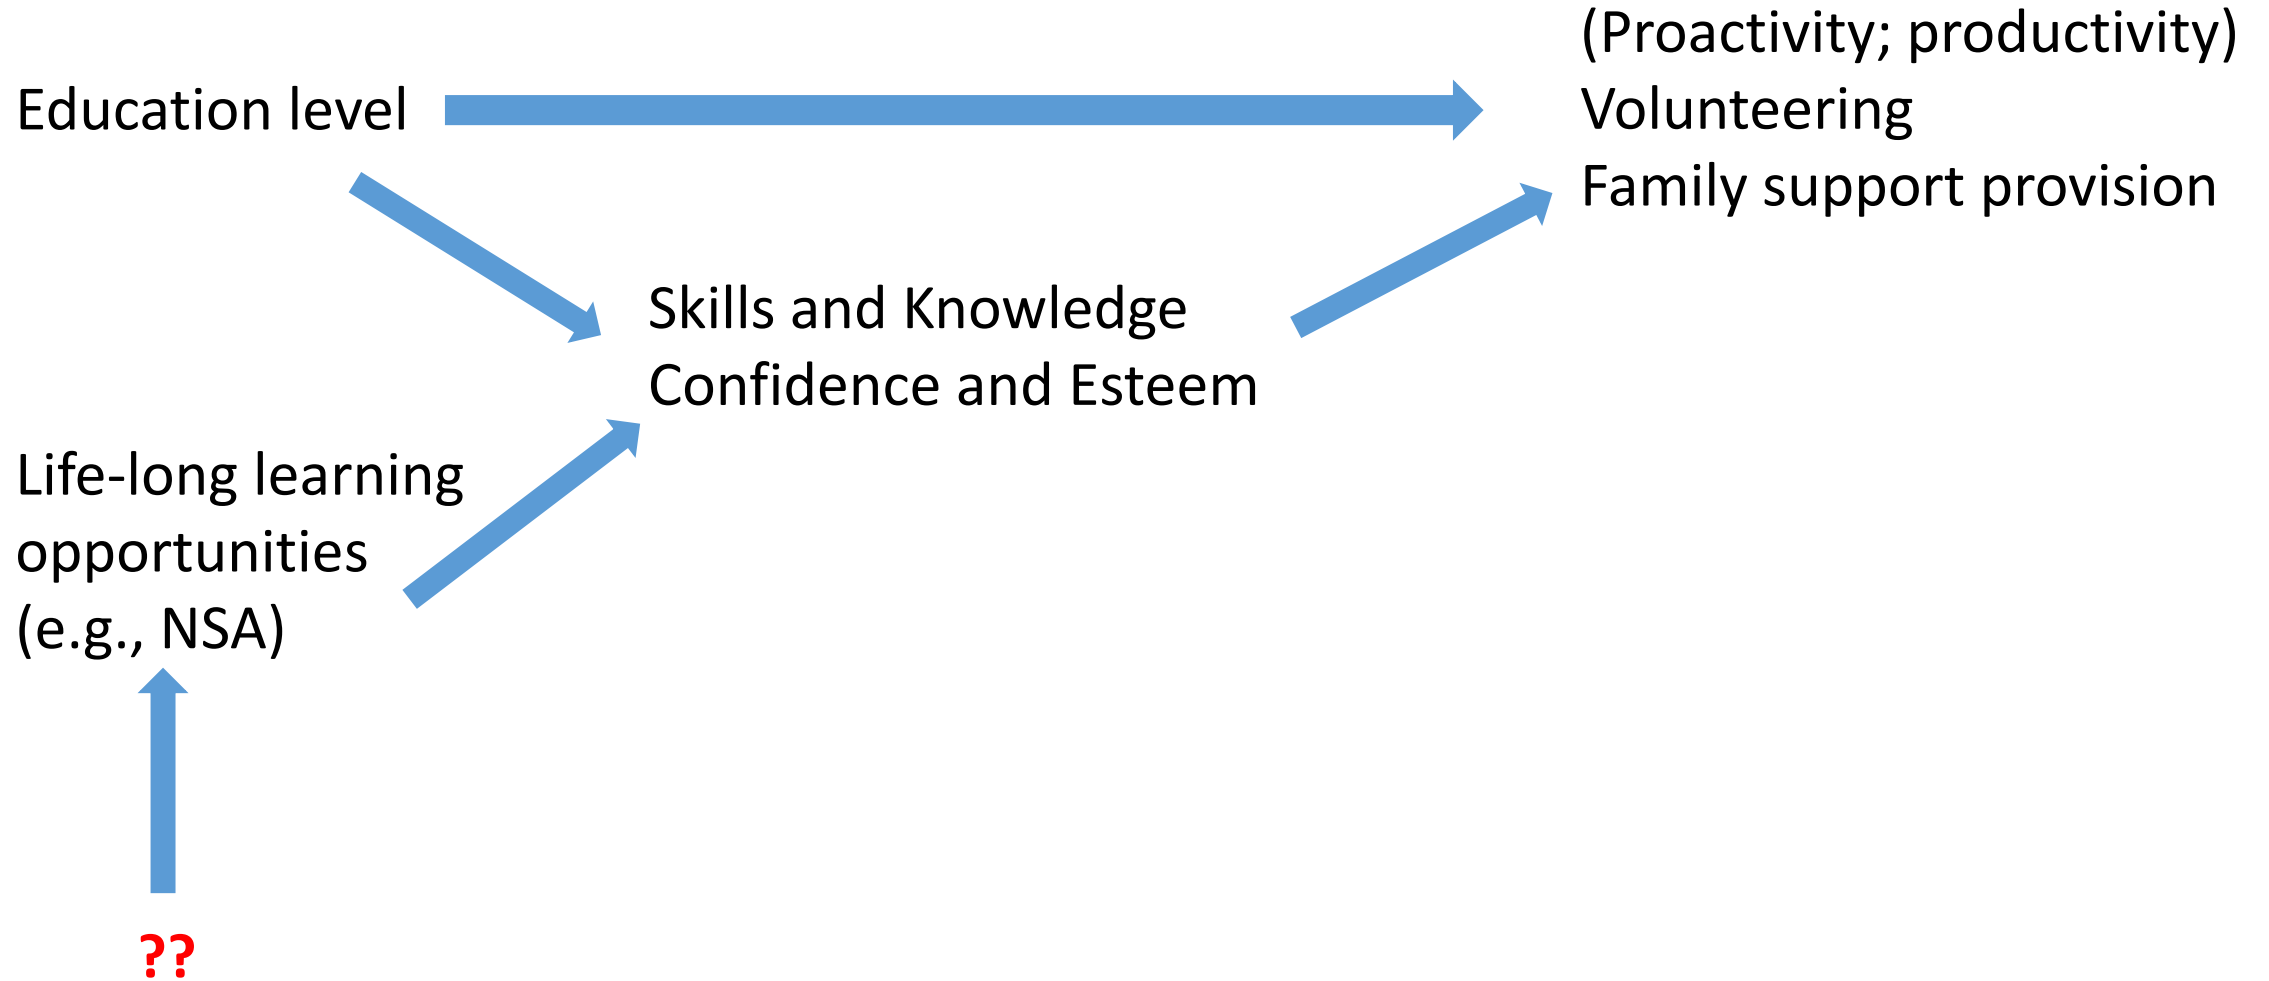 (Proactivity; productivity)
Education level
Volunteering
Family support provision
Skills and Knowledge
Confidence and Esteem
Life-long learning
opportunities
(e.g., NSA)
??